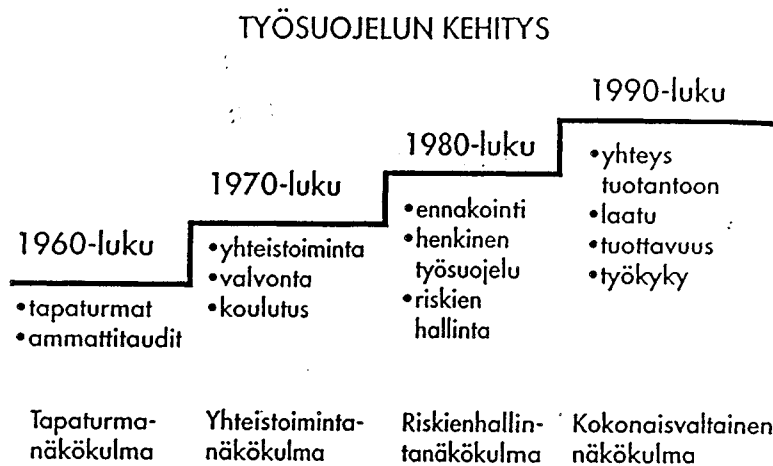 TYÖSUOJELUN KEHITYS
1960-luku
•tapaturmat
•ammattitaudit
Tapaturma-
näkökulma
1970-luku
•yhteistoiminta
•valvonta
•koulutus
Yhteistoiminta-
näkökulma
1980-luku
•ennakointi
•henkinen
työsuojelu
•riskien
hallinta
Riskienhallin-
tanäkökulma
1990-luku
•yhteys
tuotantoon
•laatu
•tuottavuus
•työkyky
Kokonaisvaltainen
näkökulma